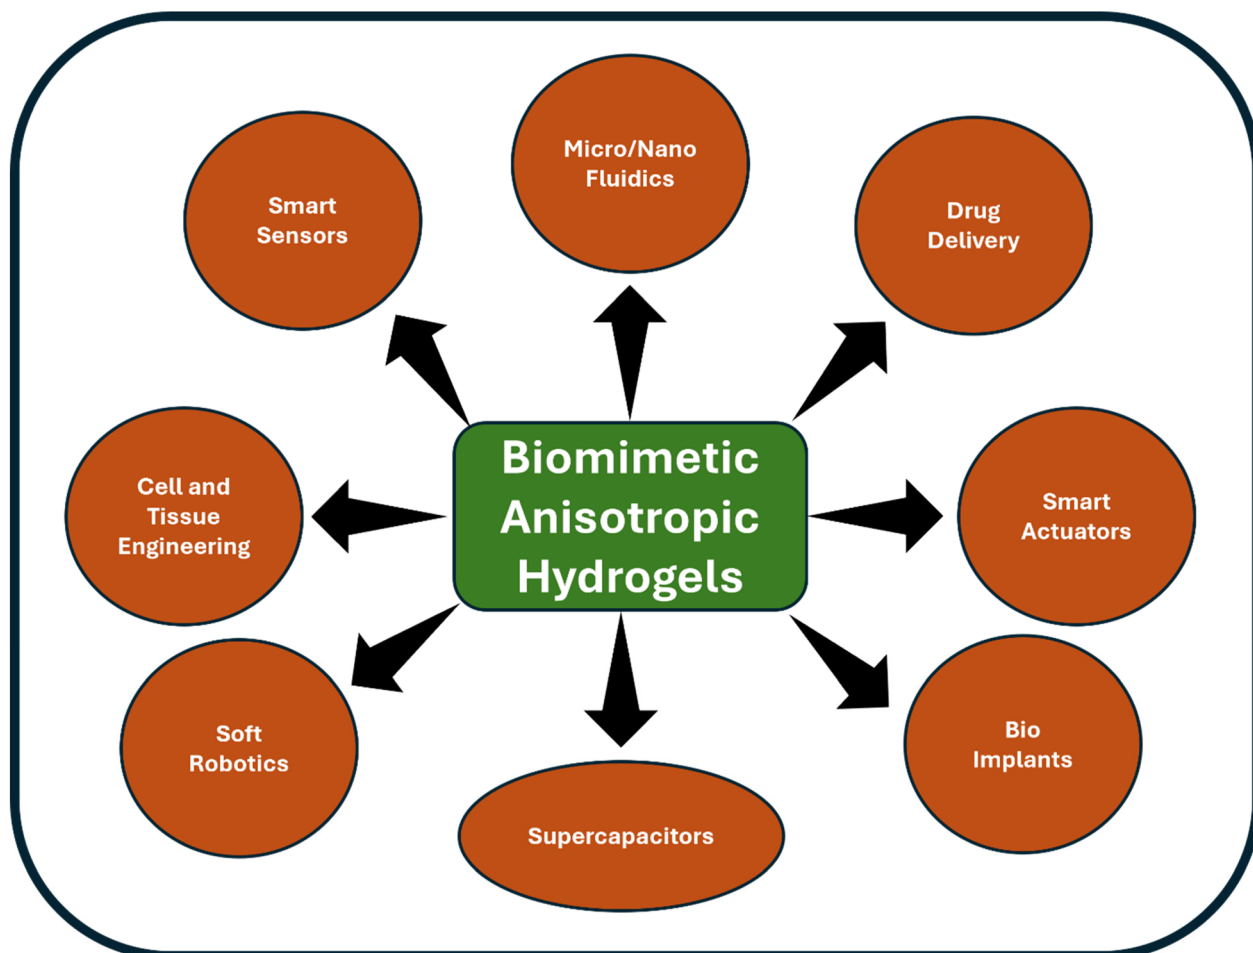 Micro/Nano
Fluidics
Smart
Sensors
Drug
Delivery
Biomimetic
Anisotropic
Hydrogels
Cell and
Tissue
Engineering
Smart
Actuators
Soft
Robotics
Bio
Implants
Supercapacitors